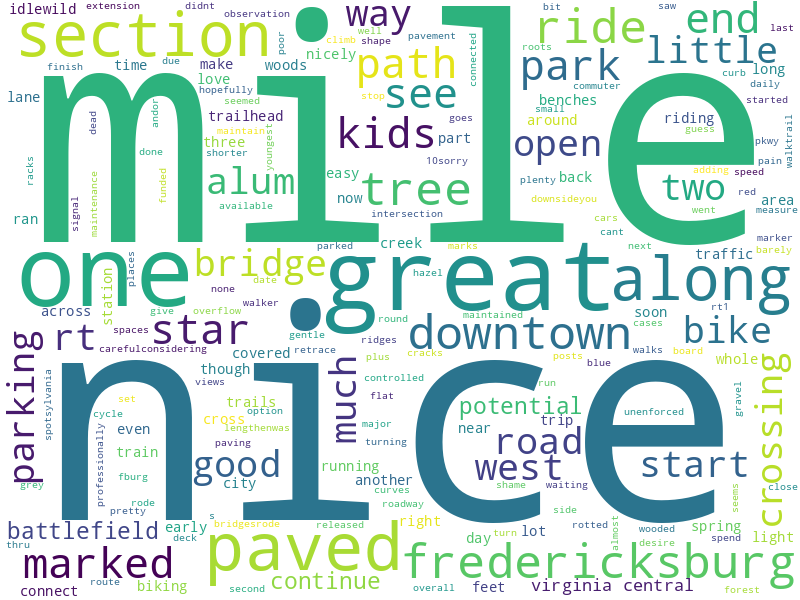 idlewild extension didnt observation way bit saw last
section mile ride end
finish day due make poor woods nicely well shape climb connected path park roots curb little long
lane time love stop see goes commuter daily started
racks dead andor trailhead three kids around benches small open riding guess pkwy walktrail
signal maintenance done funded maintain seemed shorter youngest part 10sorry plenty back adding speed pain
ran alum easy now tree downsideyou two red area measure
available intersection cars went marker
parked creek marks cant next traffic barely
one places bridge none date hazel great along
station across give overflow walker round maintained soon cases rt1
rt spaces star gentle ridges downtown bike
parking carefulconsidering covered retrace plus cracks posts walks blue board whole
spotsylvania though views much controlled flat run
set trails option potential unenforced gravel crossing
cycle cross lengthenwas major near trip
even professionally paving turning road
train good city running curves west start
grey fburg rode another roadway shame waiting seems close
pretty nice
s bridgesrode released right side rotted wooded almost spend
battlefield early deck paved day turn lot spring desire light
thru marked continue fredericksburg
connect route biking second overall feet virginia central forest